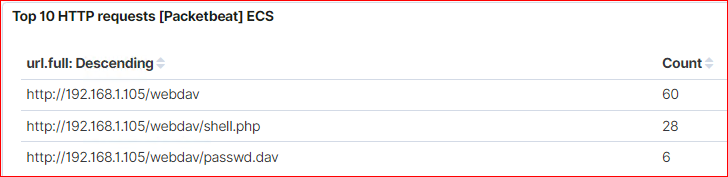 Top 10 HTTP requests [Packetbeat] ECS
url.full: Descending Count
http://192.168.1.105/webdav 60
http://192.168.1.105/webdav/shell.php 28
http://192.168.1.105/webdav/passwd.dav 6